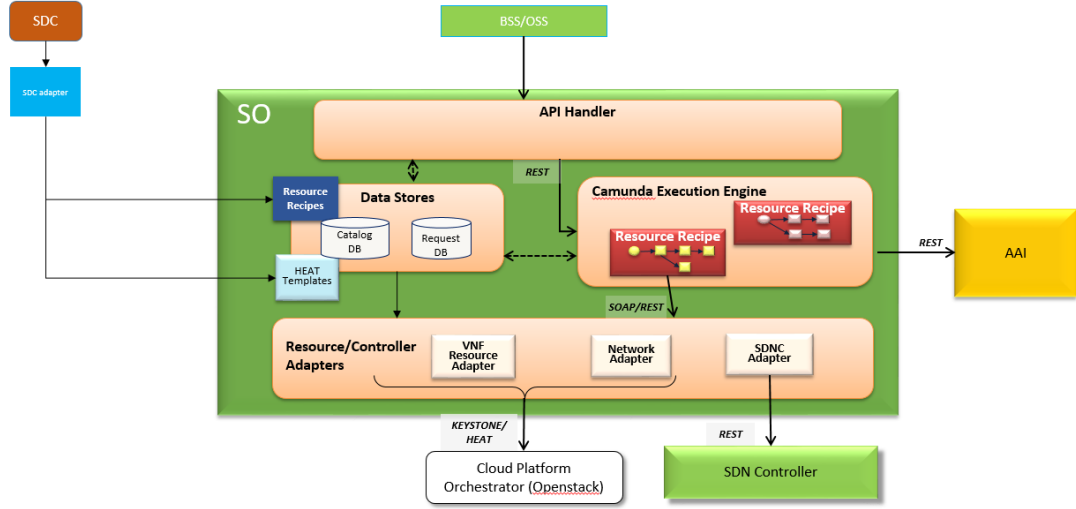 SDC
BSS/OSS
SDC adapter
SO
API Handler
REST
Resource
Recipes
Data Stores
Catalog
DB
Request
DB
HEAT
Templates
Camunda Execution Engine
Resource Recipe
Resource Recipe
REST
AAI
SOAP/REST
Resource/Controller
Adapters
VNF
Resource
Adapter
Network
Adapter
SDNC
Adapter
KEYSTONE/
HEAT
REST
Cloud Platform
Orchestrator (Openstack)
SDN Controller